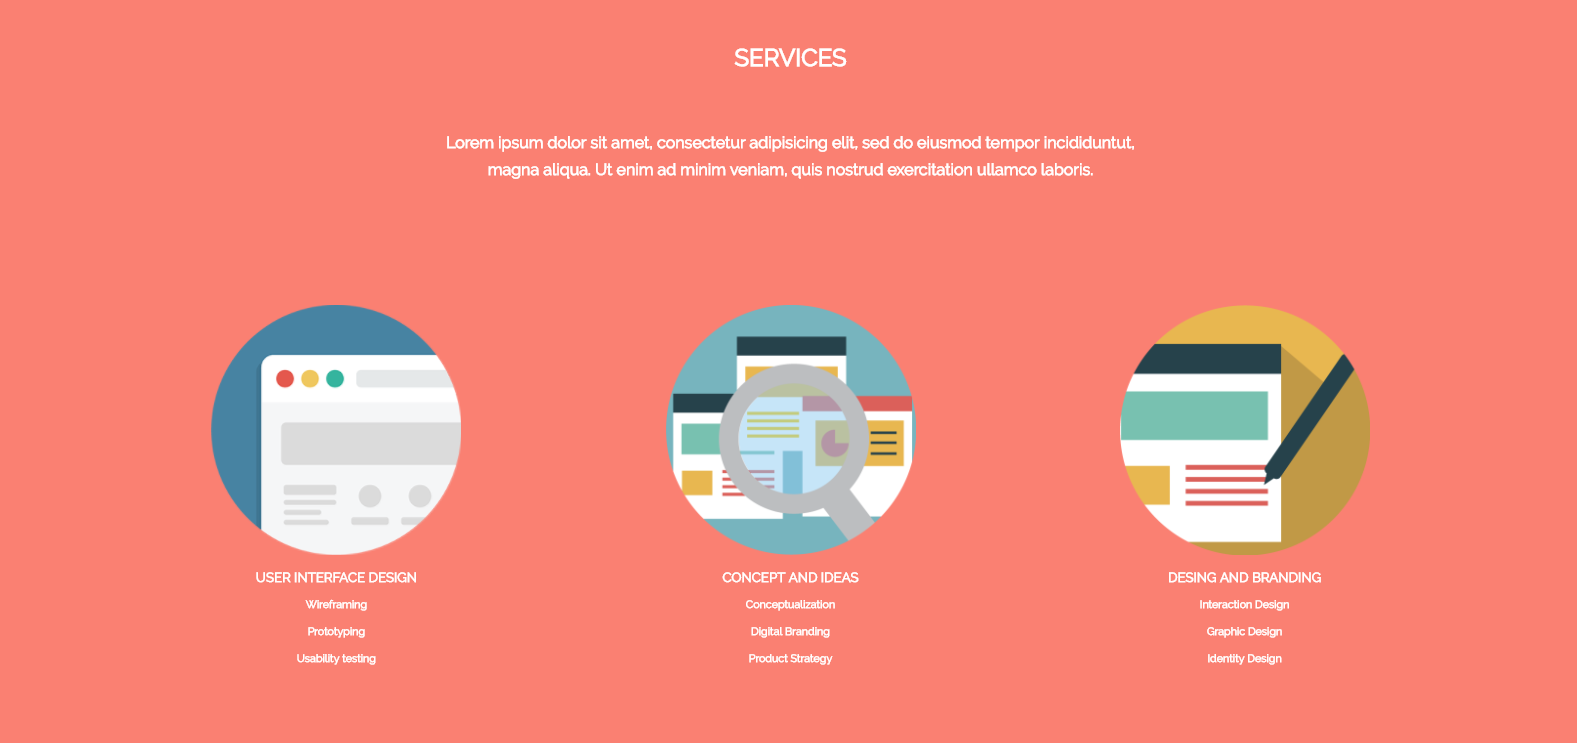 SERVICES
Lorem ipsum dolor sit amet, consectetur adipisicing elit, sed do eiusmod tempor incididuntut,
magna aliqua. Ut enim ad minim veniam, quis nostrud exercitation ullamco laboris.
USER INTERFACE DESIGN
Wireframing
Prototyping
Usability testing
CONCEPT AND IDEAS
Conceptualization
Digital Branding
Product Strategy
DESING AND BRANDING
Interaction Design
Graphic Design
Identity Design